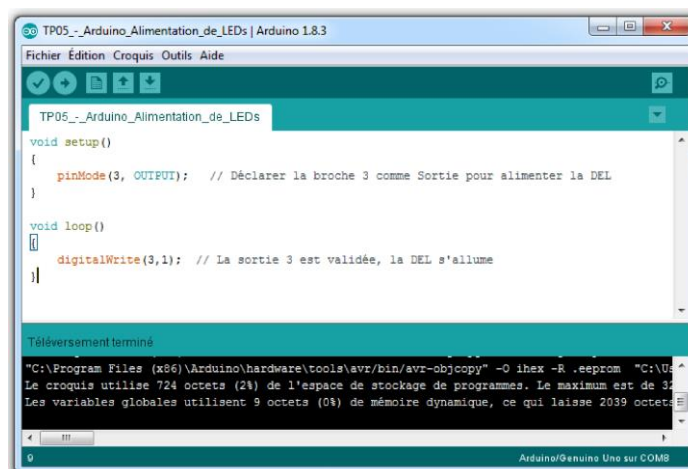 TP05_-_Arduino_Alimentation_de_LEDs | Arduino 1.8.3
Fichier Édition Croquis Outils Aide
TP05_-_Arduino_Alimentation_de_LEDs
void setup()
{
pinMode(3, OUTPUT); // Déclarer la broche 3 comme Sortie pour alimenter la DEL
}
void loop()
{
digitalWrite(3,1); // La sortie 3 est validée, la DEL s'allume
}
Téléversement terminé
"C:\Program Files (x86)\Arduino\hardware\tools\avr/bin/avr-objcopy" -O ihex -R .eeprom "C:\Us
Le croquis utilise 724 octets (2%) de l'espace de stockage de programmes. Le maximum est de 32
Les variables globales utilisent 9 octets (0%) de mémoire dynamique, ce qui laisse 2039 octets
9 Arduino/Genuino Uno sur COM8